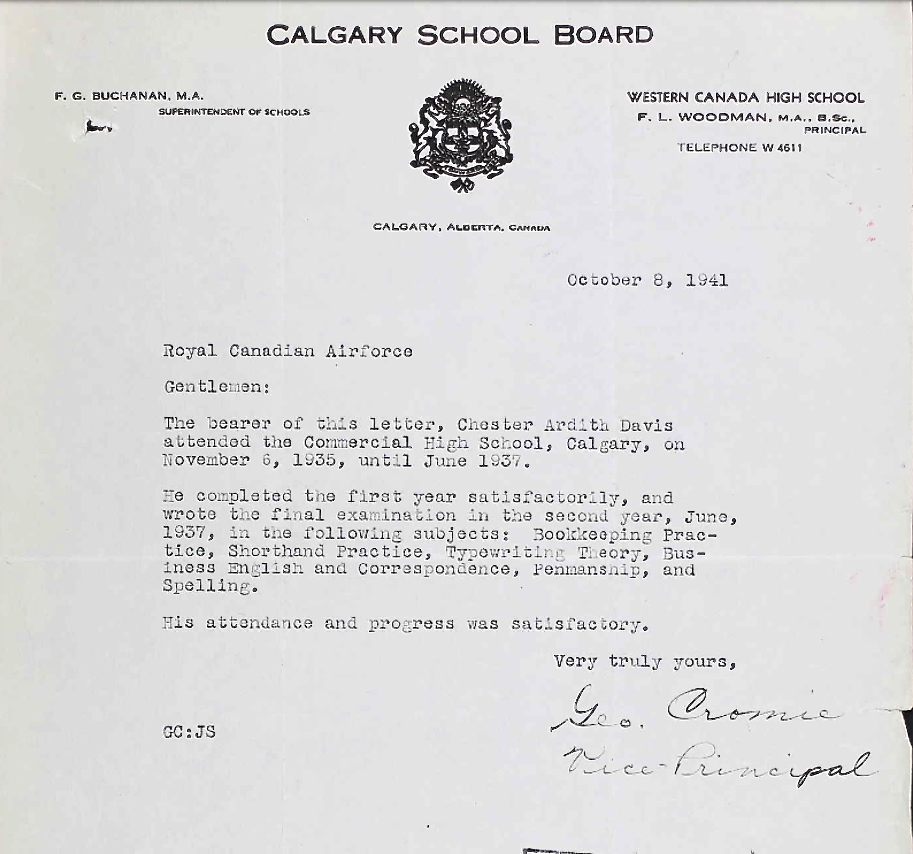 CALGARY SCHOOL BOARD
F. G. BUCHANAN, M.A.
SUPERINTENDENT OF SCHOOLS
WESTERN CANADA HIGH SCHOOL
F. L. WOODMAN, M.A., B.Sc.,
PRINCIPAL
TELEPHONE W 4611
CALGARY, ALBERTA, CANADA
October 8, 1941
Royal Canadian Airforce
Gentlemen:
The bearer of this letter, Chester Ardith Davis
attended the Commercial High School, Calgary, on
November 6, 1935, until June 1937.
He completed the first year satisfactorily, and
wrote the final examination in the second year, June,
1937, in the following subjects: Bookkeeping Prac-
tice, Shorthand Practice, Typewriting Theory, Bus-
iness English and Correspondence, Penmanship, and
Spelling.
His attendance and progress was satisfactory.
Very truly yours,
Geo. Cromie
GC:JS
Vice-Principal